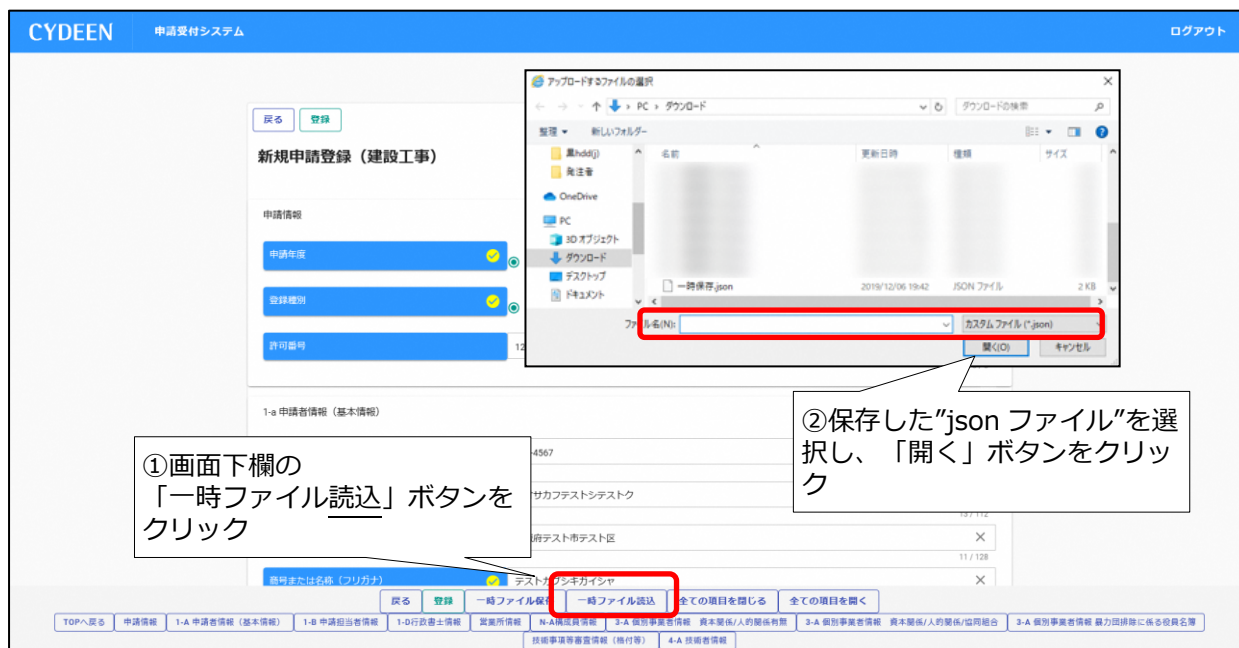 CYDEEN 申請受付システム ログアウト
アップロードするファイルの選択
PC › ダウンロード
ダウンロードの検索
整理 新しいフォルダー
黒hdd(j)
発注者
OneDrive
PC
3D オブジェクト
ダウンロード
デスクトップ
ドキュメント
名前 更新日時 種類 サイズ
一時保存.json 2019/12/06 19:42 JSON ファイル 2 KB
ファイル名(N): カスタム ファイル (*.json)
開く(O) キャンセル
戻る 登録
新規申請登録（建設工事）
申請情報
申請年度
登録種別
許可番号 12
1-a 申請者情報（基本情報）
②保存した”json ファイル”を選
択し、「開く」ボタンをクリッ
ク
①画面下欄の
「一時ファイル読込」ボタンを
クリック
-4567
サカフテストシテストク
13 / 112
府テスト市テスト区
11 / 128
商号または名称（フリガナ） テストカブシキカイシャ
戻る 登録 一時ファイル保存 一時ファイル読込 全ての項目を閉じる 全ての項目を開く
TOPへ戻る 申請情報 1-A 申請者情報（基本情報） 1-B 申請担当者情報 1-D行政書士情報 営業所情報 N-A構成員情報 3-A 個別事業者情報 資本関係/人的関係有無 3-A 個別事業者情報 資本関係/人的関係/協同組合 3-A 個別事業者情報 暴力団排除に係る役員名簿
技術事項等審査情報（格付等） 4-A 技術者情報